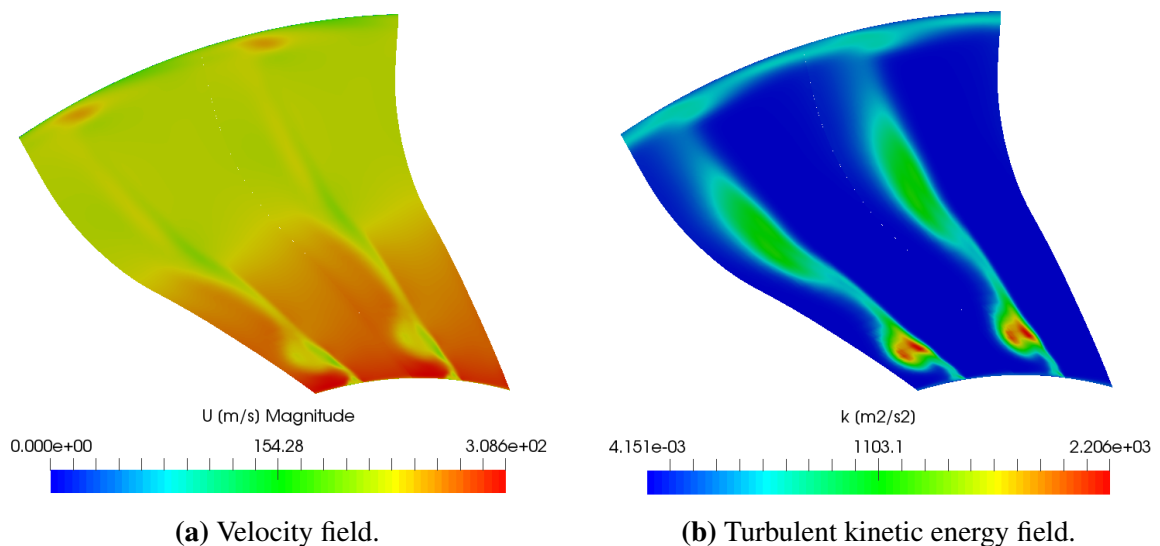 U (m/s) Magnitude
0.000e+00 154.28 3.086e+02
(a) Velocity field.
k (m2/s2)
4.151e-03 1103.1 2.206e+03
(b) Turbulent kinetic energy field.